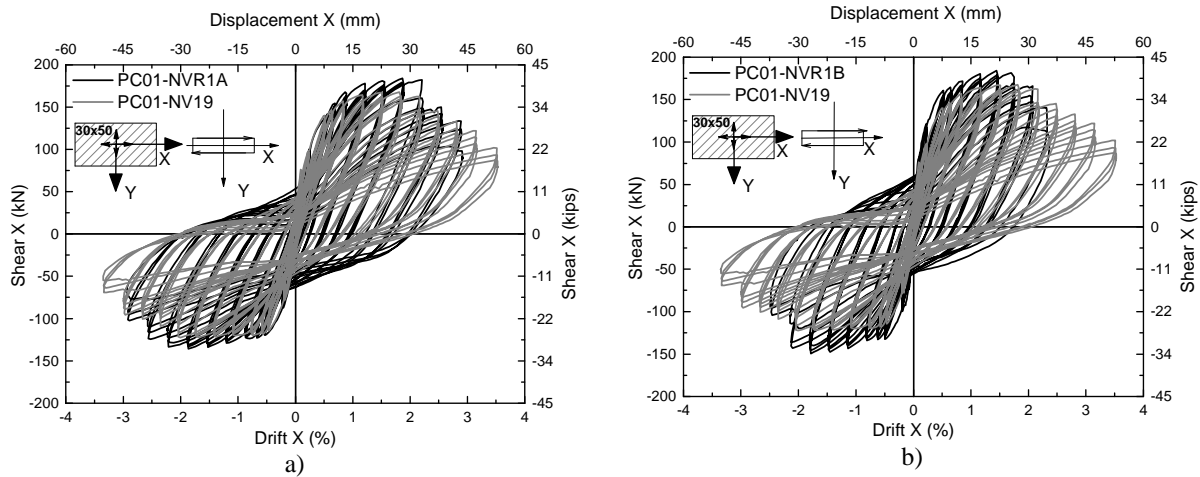 Displacement X (mm)
-60 -45 -30 -15 0 15 30 45 60
200
150
100
50
0
-50
-100
-150
-200
Shear X (kN)
PC01-NVR1A
PC01-NV19
30x50
X
Y
X
Y
45
34
22
11
0
-11
-22
-34
-45
Shear X (kips)
-4 -3 -2 -1 0 1 2 3 4
Drift X (%)
a)
Displacement X (mm)
-60 -45 -30 -15 0 15 30 45 60
200
150
100
50
0
-50
-100
-150
-200
Shear X (kN)
PC01-NVR1B
PC01-NV19
30x50
X
Y
X
Y
45
34
22
11
0
-11
-22
-34
-45
Shear X (kips)
-4 -3 -2 -1 0 1 2 3 4
Drift X (%)
b)